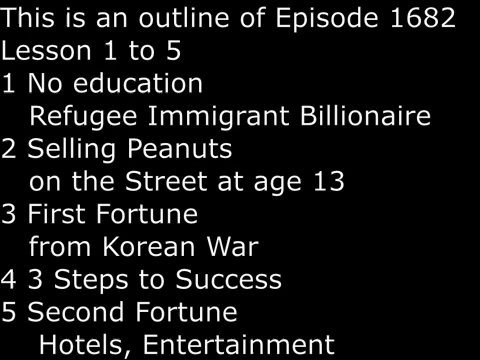 This is an outline of Episode 1682
Lesson 1 to 5
1 No education
Refugee Immigrant Billionaire
2 Selling Peanuts
on the Street at age 13
3 First Fortune
from Korean War
4 3 Steps to Success
5 Second Fortune
Hotels, Entertainment